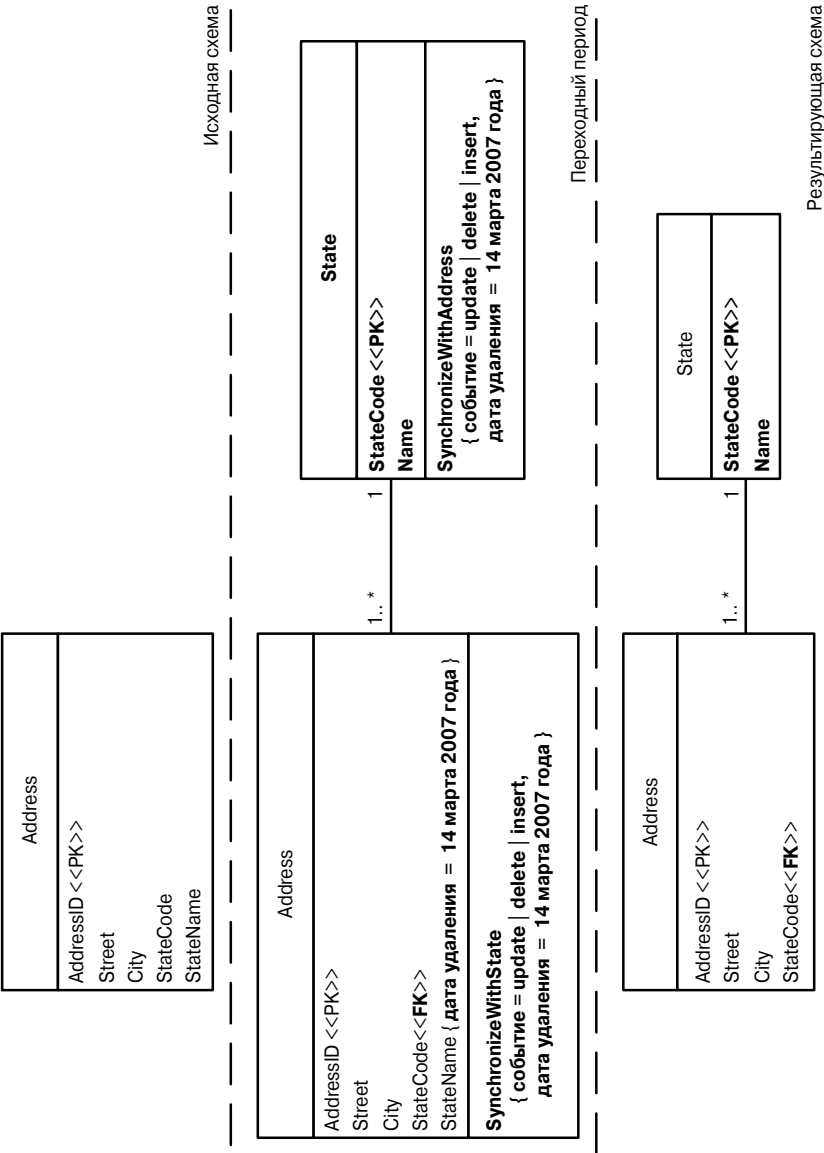 Исходная схема
Address
AddressID <<PK>>
Street
City
StateCode
StateName
Переходный период
Address
AddressID <<PK>>
Street
City
StateCode<<FK>>
StateName { дата удаления = 14 марта 2007 года }
SynchronizeWithState
{ событие = update | delete | insert,
дата удаления = 14 марта 2007 года }
1.. *
1
State
StateCode <<PK>>
Name
SynchronizeWithAddress
{ событие = update | delete | insert,
дата удаления = 14 марта 2007 года }
Результирующая схема
Address
AddressID <<PK>>
Street
City
StateCode<<FK>>
1.. *
1
State
StateCode <<PK>>
Name